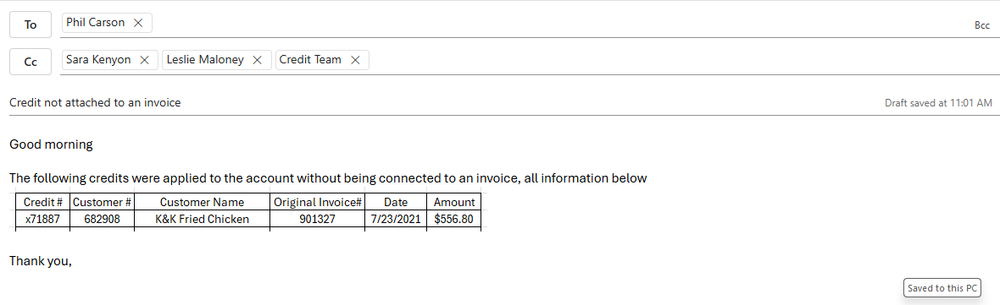 To Phil Carson Bcc
Cc Sara Kenyon Leslie Maloney Credit Team
Credit not attached to an invoice Draft saved at 11:01 AM
Good morning
The following credits were applied to the account without being connected to an invoice, all information below
Credit # Customer # Customer Name Original Invoice# Date Amount
x71887 682908 K&K Fried Chicken 901327 7/23/2021 $556.80
Thank you,
Saved to this PC